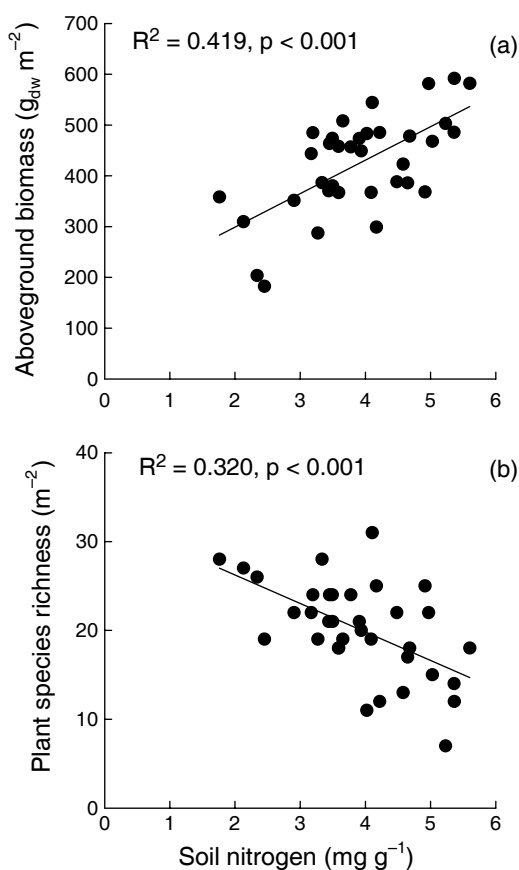 R² = 0.419, p < 0.001
(a)
Aboveground biomass (g_dw m⁻²)
700
600
500
400
300
200
100
0
0 1 2 3 4 5 6
R² = 0.320, p < 0.001
(b)
Plant species richness (m⁻²)
40
30
20
10
0
0 1 2 3 4 5 6
Soil nitrogen (mg g⁻¹)